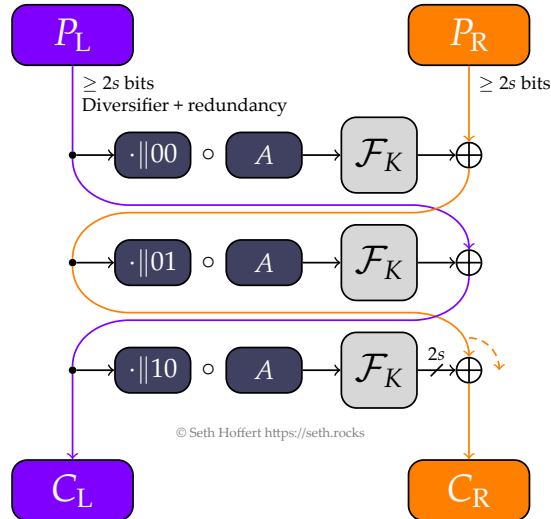 P_L P_R
≥ 2s bits ≥ 2s bits
Diversifier + redundancy
·||00 ∘ A F_K
·||01 ∘ A F_K
2s
·||10 ∘ A F_K
© Seth Hoffert https://seth.rocks
C_L C_R